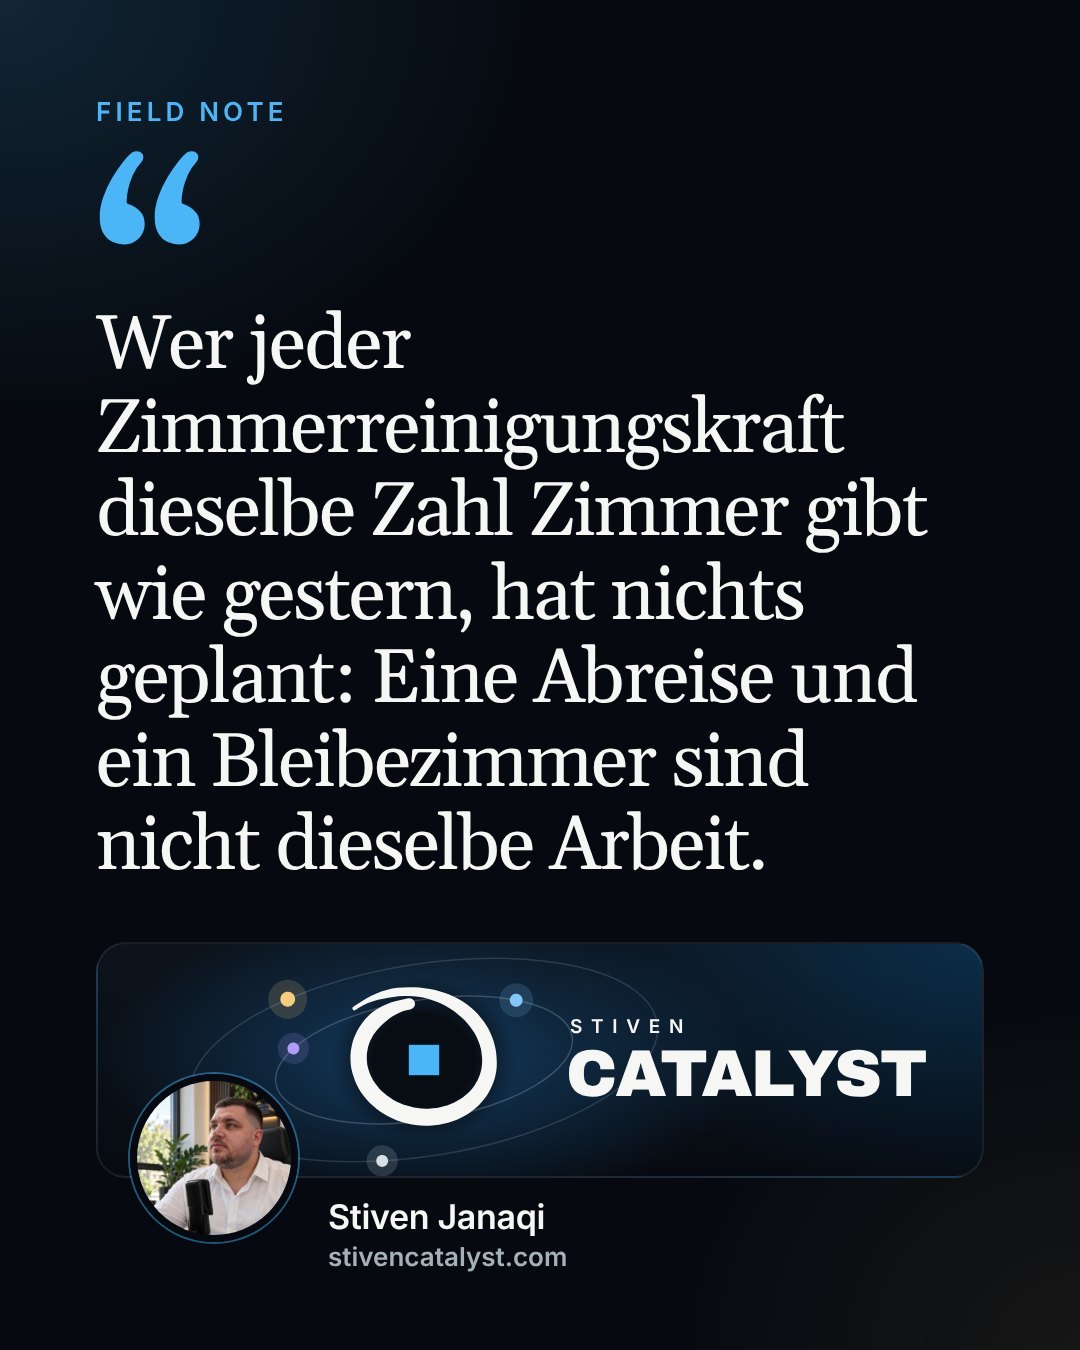 FIELD NOTE
“
Wer jeder
Zimmerreinigungskraft
dieselbe Zahl Zimmer gibt
wie gestern, hat nichts
geplant: Eine Abreise und
ein Bleibezimmer sind
nicht dieselbe Arbeit.
STIVEN
CATALYST
Stiven Janaqi
stivencatalyst.com